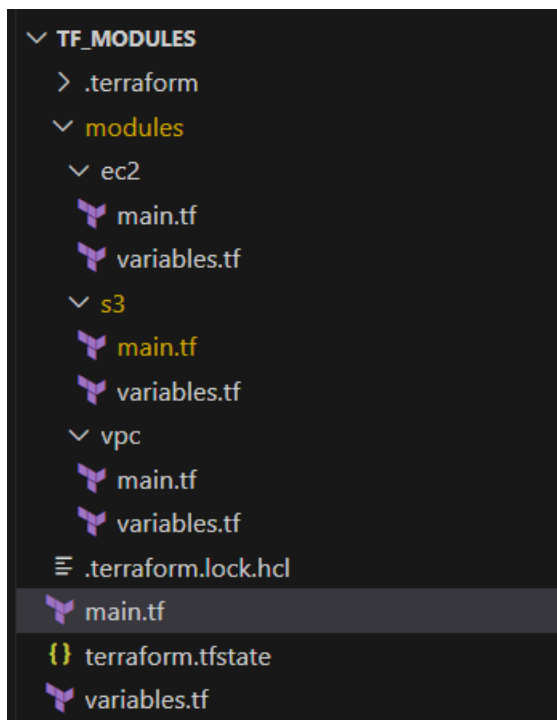 TF_MODULES
.terraform
modules
ec2
main.tf
variables.tf
s3
main.tf
variables.tf
vpc
main.tf
variables.tf
.terraform.lock.hcl
main.tf
{} terraform.tfstate
variables.tf